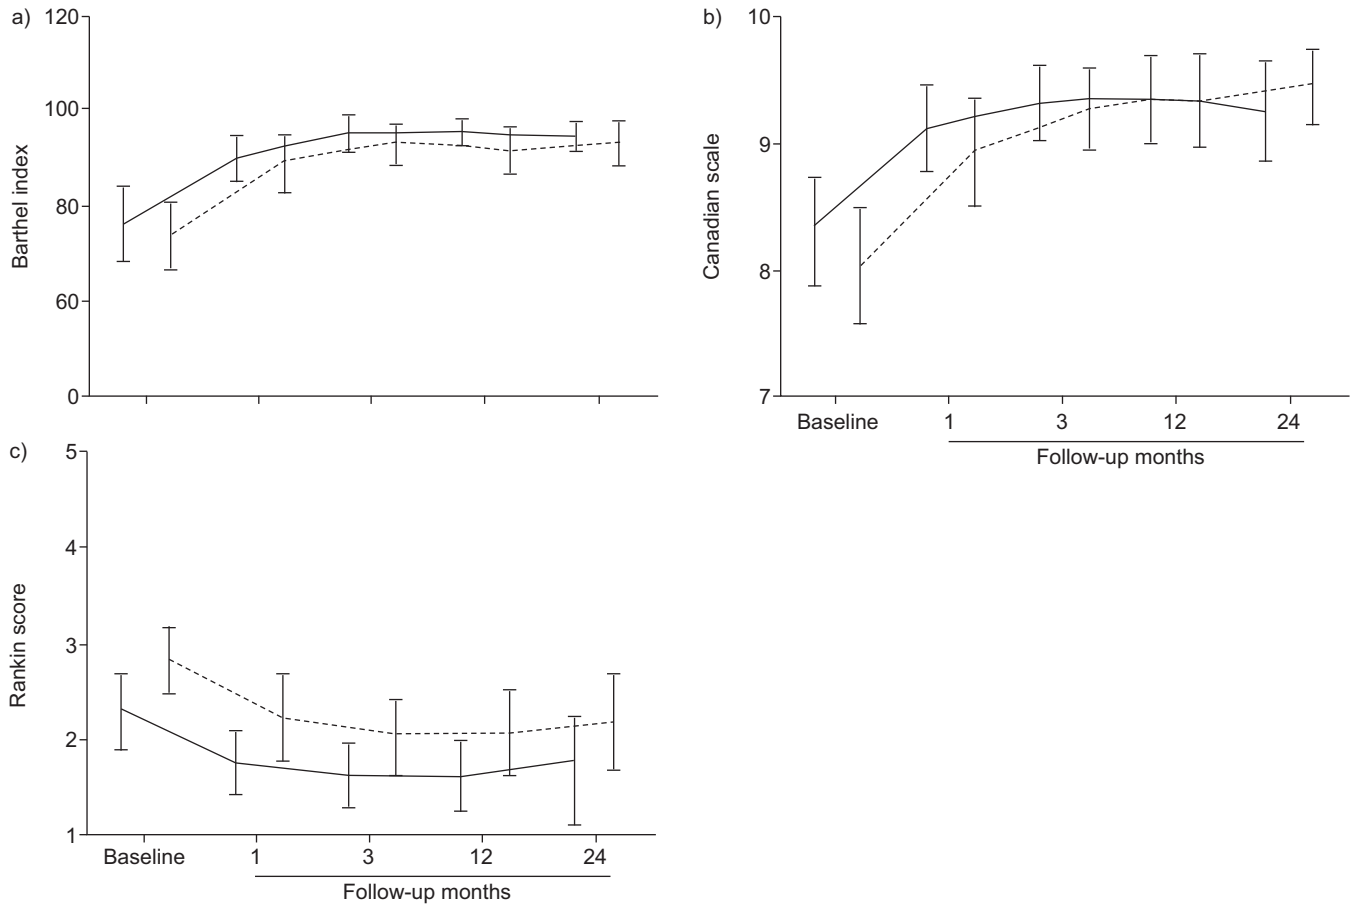 a)
120
100
80
60
0
Barthel index
b)
10
9
8
7
Canadian scale
Baseline 1 3 12 24
Follow-up months
c)
5
4
3
2
1
Rankin score
Baseline 1 3 12 24
Follow-up months